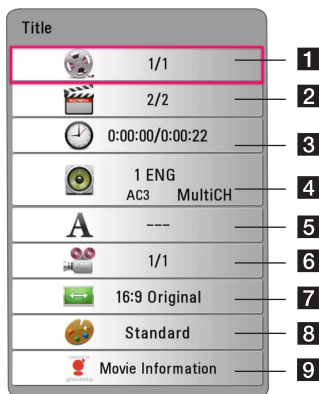 Title
1/1
1
2/2
2
0:00:00/0:00:22
3
1 ENG
AC3 MultiCH
4
A
---
5
1/1
6
16:9 Original
7
Standard
8
Movie Information
9